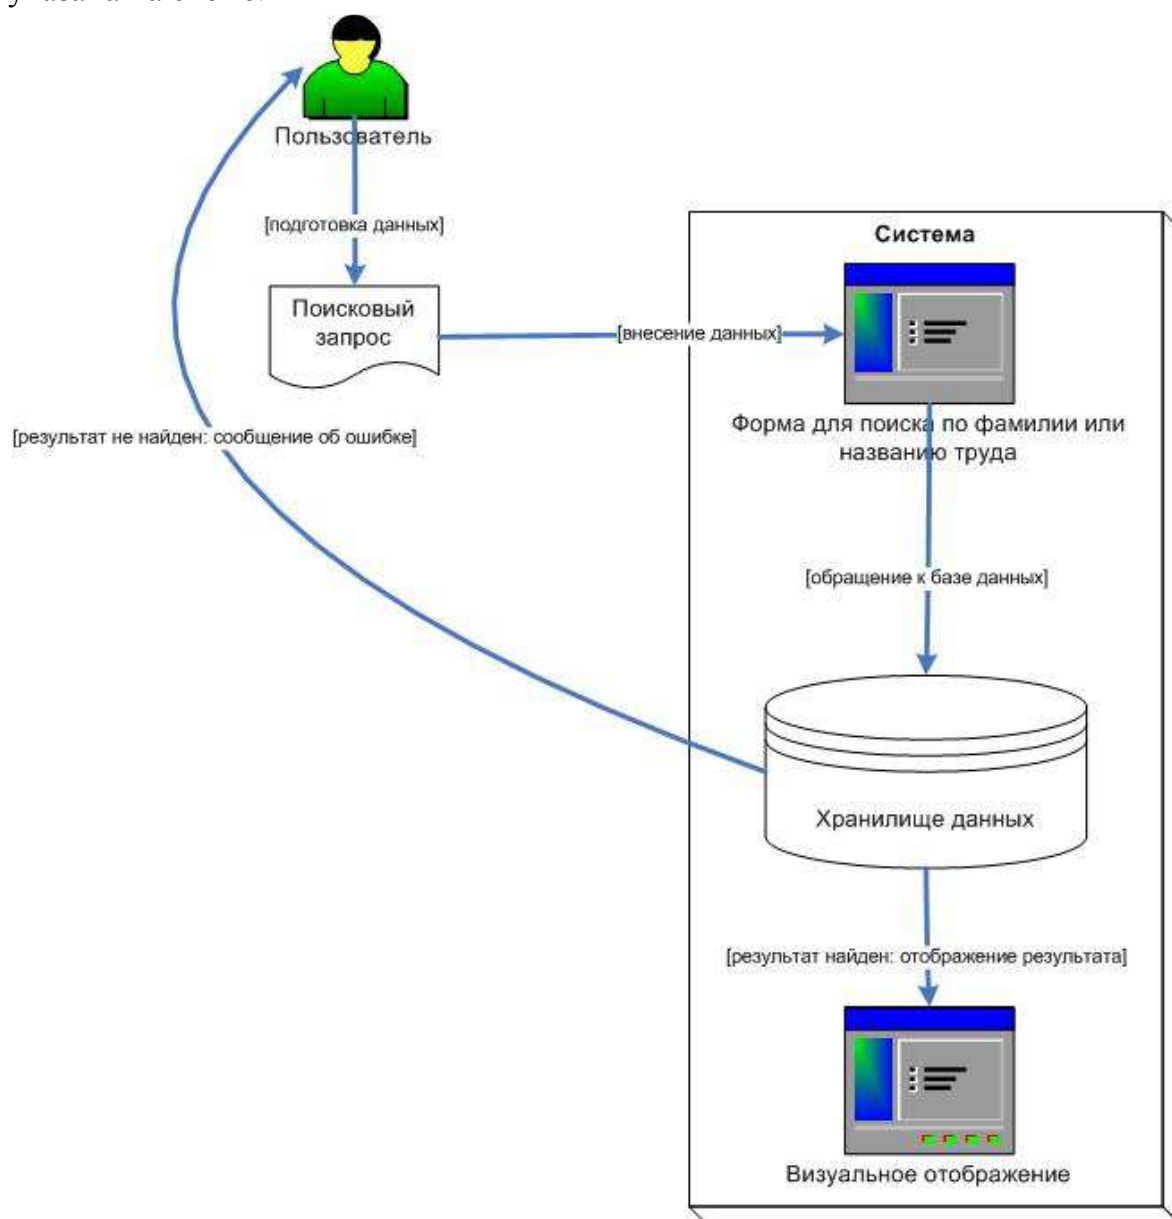 Пользователь
[подготовка данных]
Поисковый
запрос
[внесение данных]
Система
Форма для поиска по фамилии или
названию труда
[результат не найден: сообщение об ошибке]
[обращение к базе данных]
Хранилище данных
[результат найден: отображение результата]
Визуальное отображение